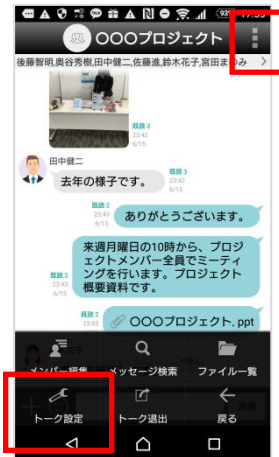 93%
〇〇〇プロジェクト
後藤智明,奥谷秀樹,田中健二,佐藤進,鈴木花子,宮田まゆみ
既読 3
23:42
6/15
田中健二
去年の様子です。
既読 3
23:42
6/15
既読 2
23:43
6/15
ありがとうございます。
来週月曜日の10時から、プロジ
ェクトメンバー全員でミーティ
ングを行います。プロジェクト
概要資料です。
既読 2
6/15
既読 2
23:43
〇〇〇プロジェクト.ppt
メンバー編集
メッセージ検索
ファイル一覧
トーク設定
トーク退出
戻る